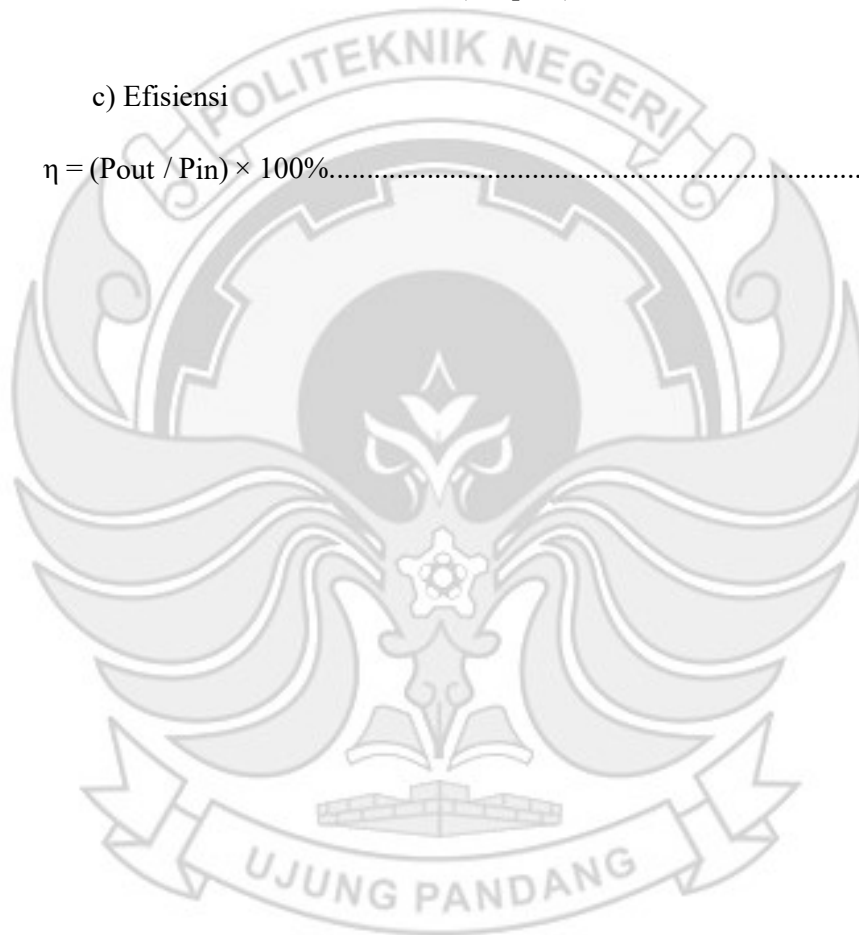 c) Efisiensi
POLITEKNIK NEGERI
η = (Pout / Pin) × 100%......................................................................
UJUNG PANDANG